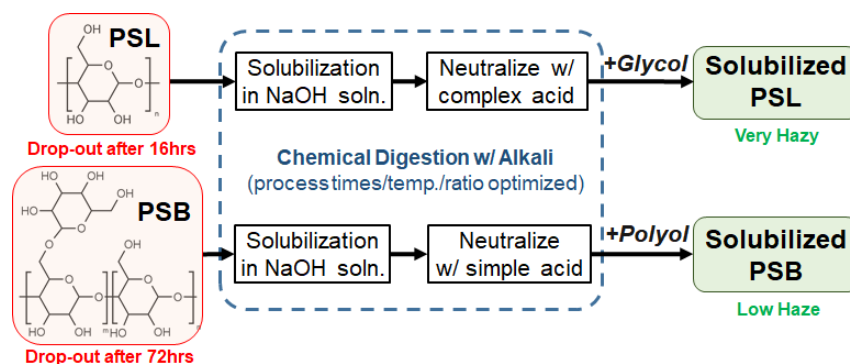 PSL
OH
O
O
HO
OH
n
Drop-out after 16hrs
Solubilization
in NaOH soln.
Neutralize w/
complex acid
+Glycol
Solubilized
PSL
Very Hazy
Chemical Digestion w/ Alkali
(process times/temp./ratio optimized)
PSB
OH
HO
OH
HO
O
OH
O
OH
O
O
O
O
O
HO
OH
HO
OH
m
n
Drop-out after 72hrs
Solubilization
in NaOH soln.
Neutralize
w/ simple acid
+Polyol
Solubilized
PSB
Low Haze